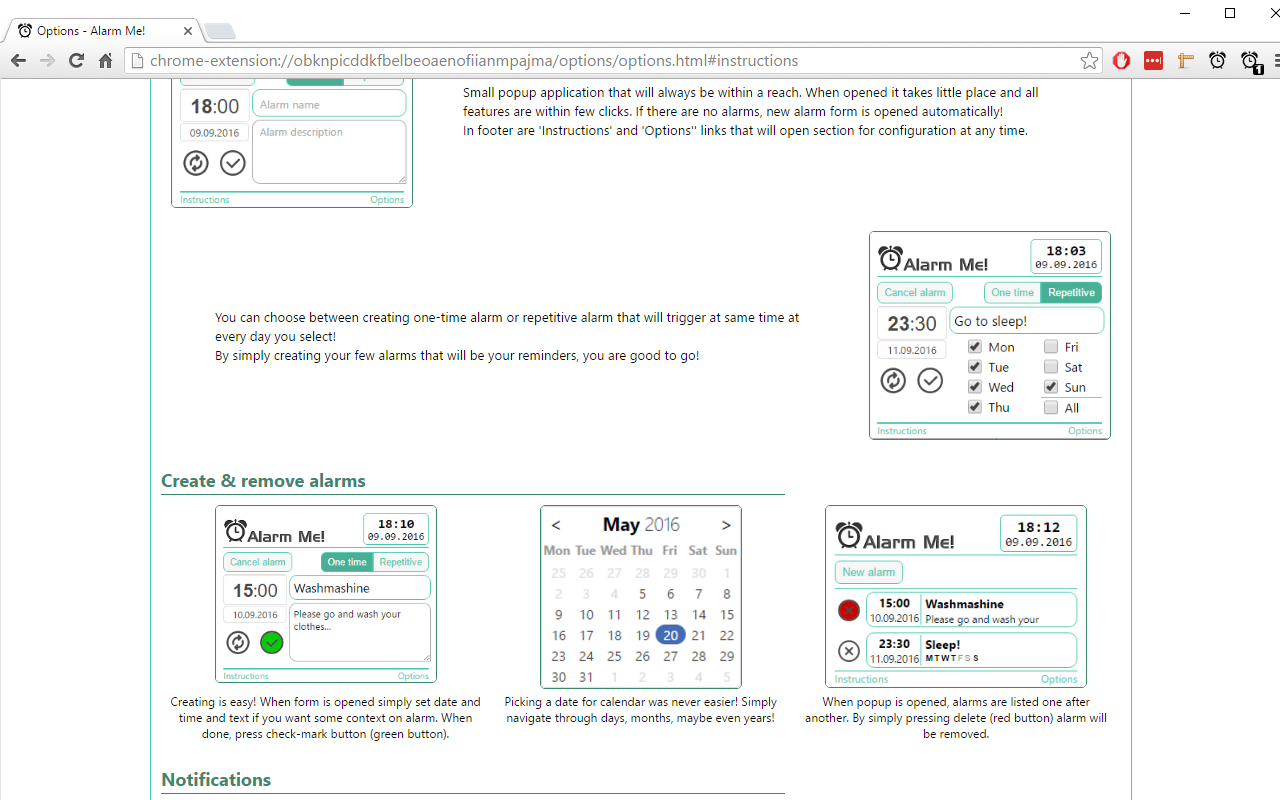 Options - Alarm Me!
chrome-extension://obknpicddkfbelbeoaenofiianmpajma/options/options.html#instructions
1
18:00
Alarm name
09.09.2016
Alarm description
Instructions
Options
Small popup application that will always be within a reach. When opened it takes little place and all
features are within few clicks. If there are no alarms, new alarm form is opened automatically!
In footer are 'Instructions' and 'Options'' links that will open section for configuration at any time.
You can choose between creating one-time alarm or repetitive alarm that will trigger at same time at
every day you select!
By simply creating your few alarms that will be your reminders, you are good to go!
Alarm Me!
18:03
09.09.2016
Cancel alarm
One time
Repetitive
23:30
Go to sleep!
11.09.2016
Mon
Fri
Tue
Sat
Wed
Sun
Thu
All
Instructions
Options
Create & remove alarms
Alarm Me!
18:10
09.09.2016
Cancel alarm
One time
Repetitive
15:00
Washmashine
10.09.2016
Please go and wash your
clothes...
Instructions
Options
Creating is easy! When form is opened simply set date and
time and text if you want some context on alarm. When
done, press check-mark button (green button).
< May 2016 >
Mon Tue Wed Thu Fri Sat Sun
25 26 27 28 29 30 1
2 3 4 5 6 7 8
9 10 11 12 13 14 15
16 17 18 19 20 21 22
23 24 25 26 27 28 29
30 31 1 2 3 4 5
Picking a date for calendar was never easier! Simply
navigate through days, months, maybe even years!
Alarm Me!
18:12
09.09.2016
New alarm
15:00
Washmashine
10.09.2016
Please go and wash your
23:30
Sleep!
11.09.2016
M T W T F S S
Instructions
Options
When popup is opened, alarms are listed one after
another. By simply pressing delete (red button) alarm will
be removed.
Notifications